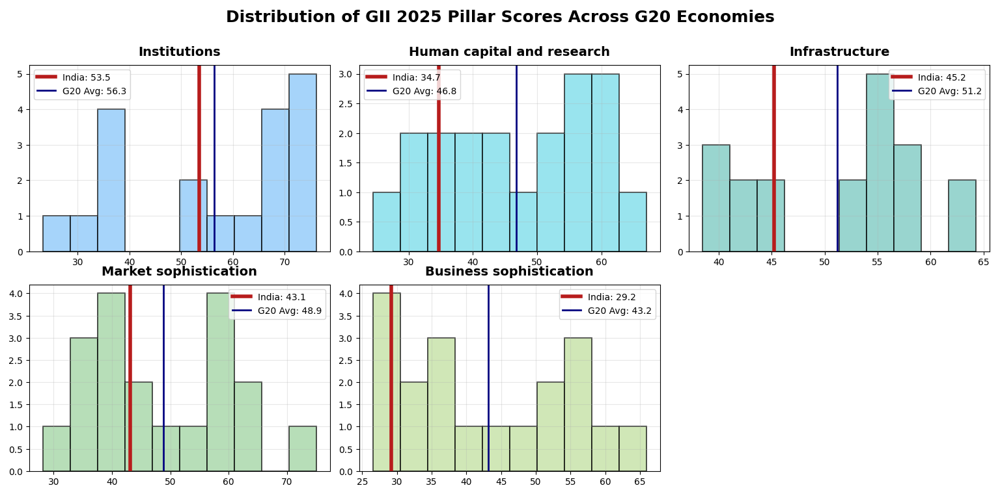 Distribution of GII 2025 Pillar Scores Across G20 Economies
Institutions
India: 53.5
G20 Avg: 56.3
5
4
3
2
1
0
30 40 50 60 70
Human capital and research
India: 34.7
G20 Avg: 46.8
3.0
2.5
2.0
1.5
1.0
0.5
0.0
30 40 50 60
Infrastructure
India: 45.2
G20 Avg: 51.2
5
4
3
2
1
0
40 45 50 55 60 65
Market sophistication
India: 43.1
G20 Avg: 48.9
4.0
3.5
3.0
2.5
2.0
1.5
1.0
0.5
0.0
30 40 50 60 70
Business sophistication
India: 29.2
G20 Avg: 43.2
4.0
3.5
3.0
2.5
2.0
1.5
1.0
0.5
0.0
25 30 35 40 45 50 55 60 65